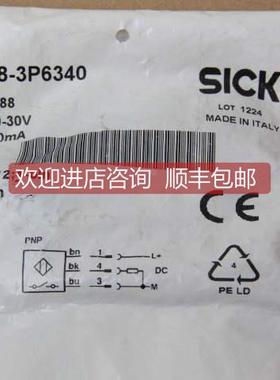 8-3P6340
SICK
88
0-30V
LOT 1224
MADE IN ITALY
0mA
欢迎进店咨询 顺丰包邮
CE
PNP
bn 1 L+
bk 4 DC
bu 3 M
4
PE LD